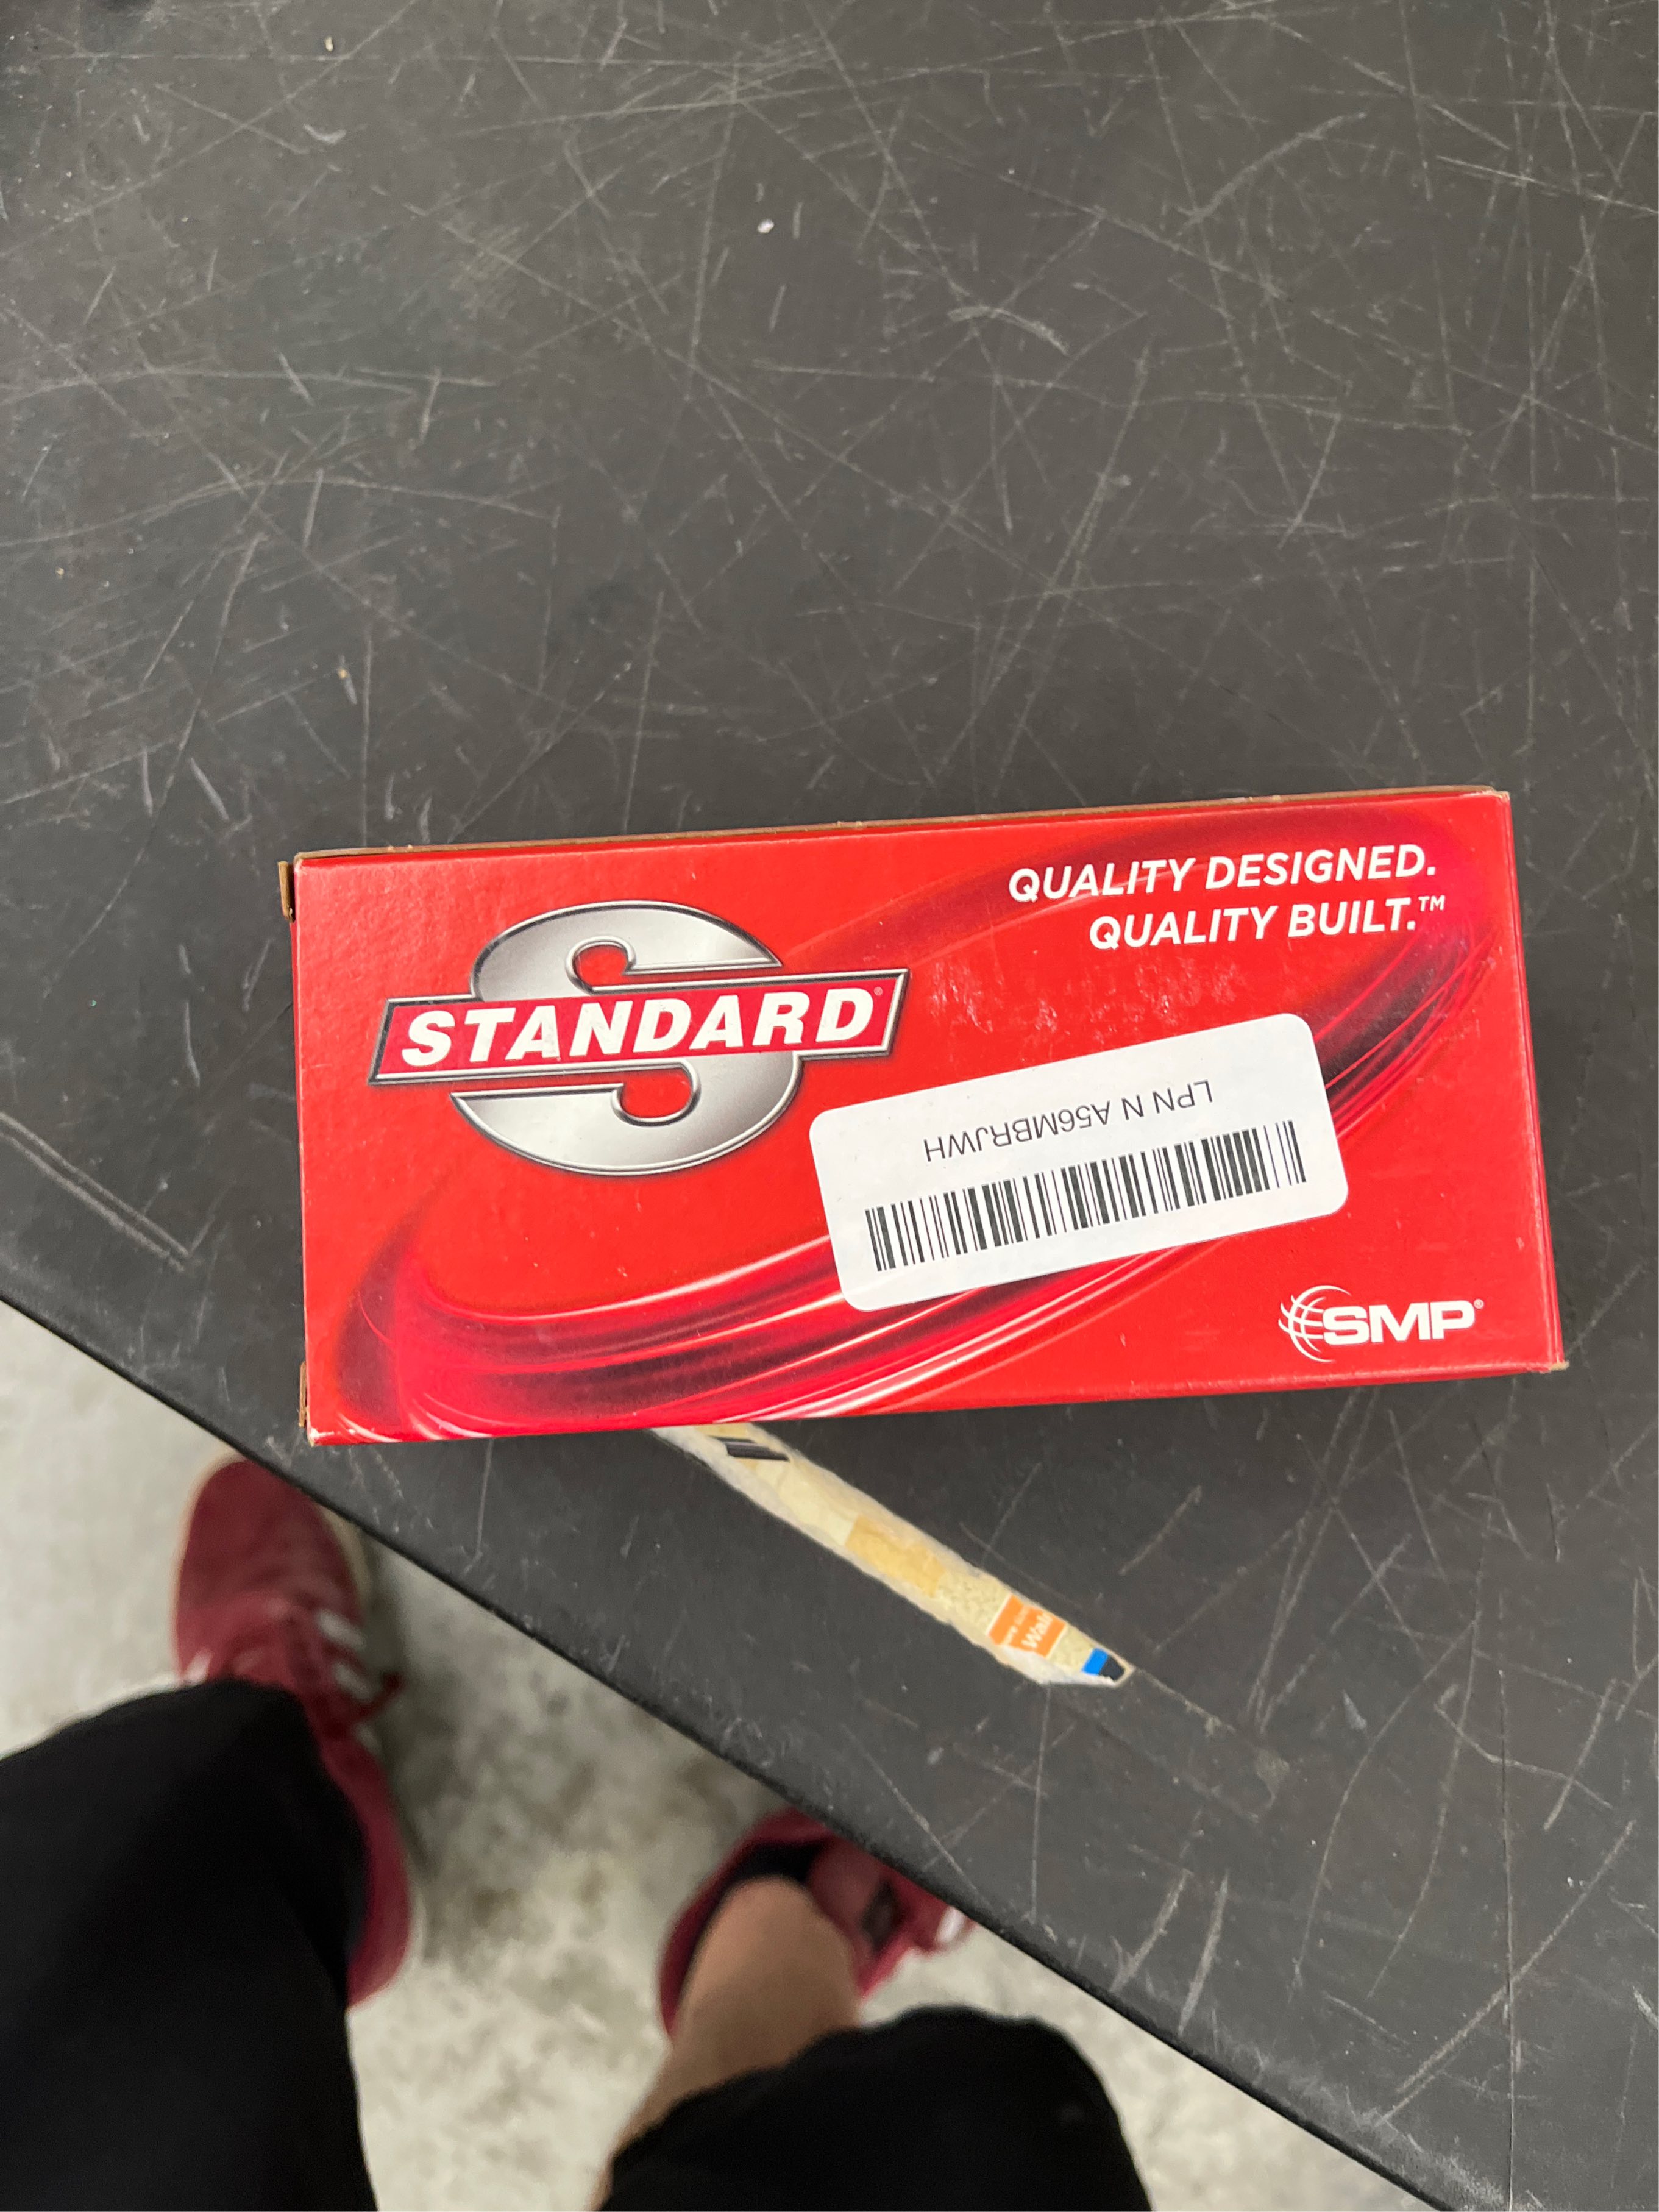 QUALITY DESIGNED.
QUALITY BUILT.™
STANDARD®
LPN N A56MBRJWH
SMP®